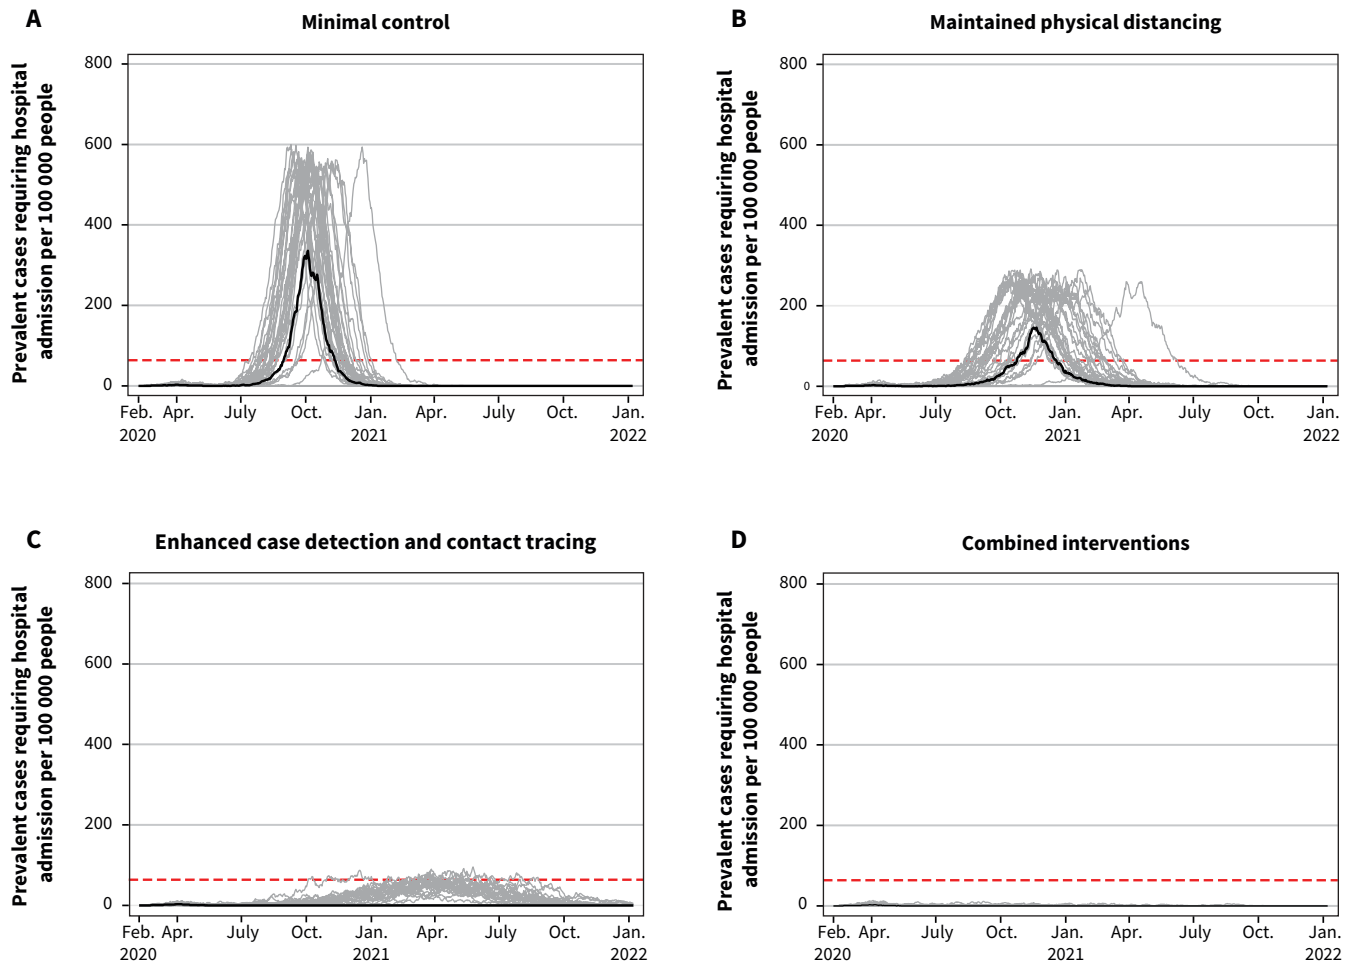 A
Minimal control
Prevalent cases requiring hospital
admission per 100 000 people
800
600
400
200
0
Feb. Apr. July Oct. Jan. Apr. July Oct. Jan.
2020 2021 2022
B
Maintained physical distancing
Prevalent cases requiring hospital
admission per 100 000 people
800
600
400
200
0
Feb. Apr. July Oct. Jan. Apr. July Oct. Jan.
2020 2021 2022
C
Enhanced case detection and contact tracing
Prevalent cases requiring hospital
admission per 100 000 people
800
600
400
200
0
Feb. Apr. July Oct. Jan. Apr. July Oct. Jan.
2020 2021 2022
D
Combined interventions
Prevalent cases requiring hospital
admission per 100 000 people
800
600
400
200
0
Feb. Apr. July Oct. Jan. Apr. July Oct. Jan.
2020 2021 2022